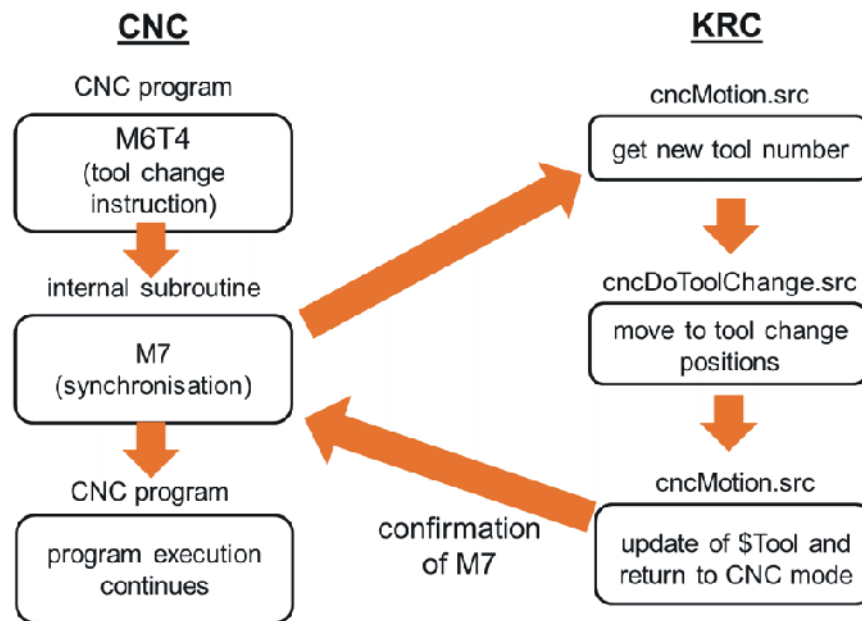 CNC
CNC program
M6T4
(tool change
instruction)
internal subroutine
M7
(synchronisation)
CNC program
program execution
continues
confirmation
of M7
KRC
cncMotion.src
get new tool number
cncDoToolChange.src
move to tool change
positions
cncMotion.src
update of $Tool and
return to CNC mode